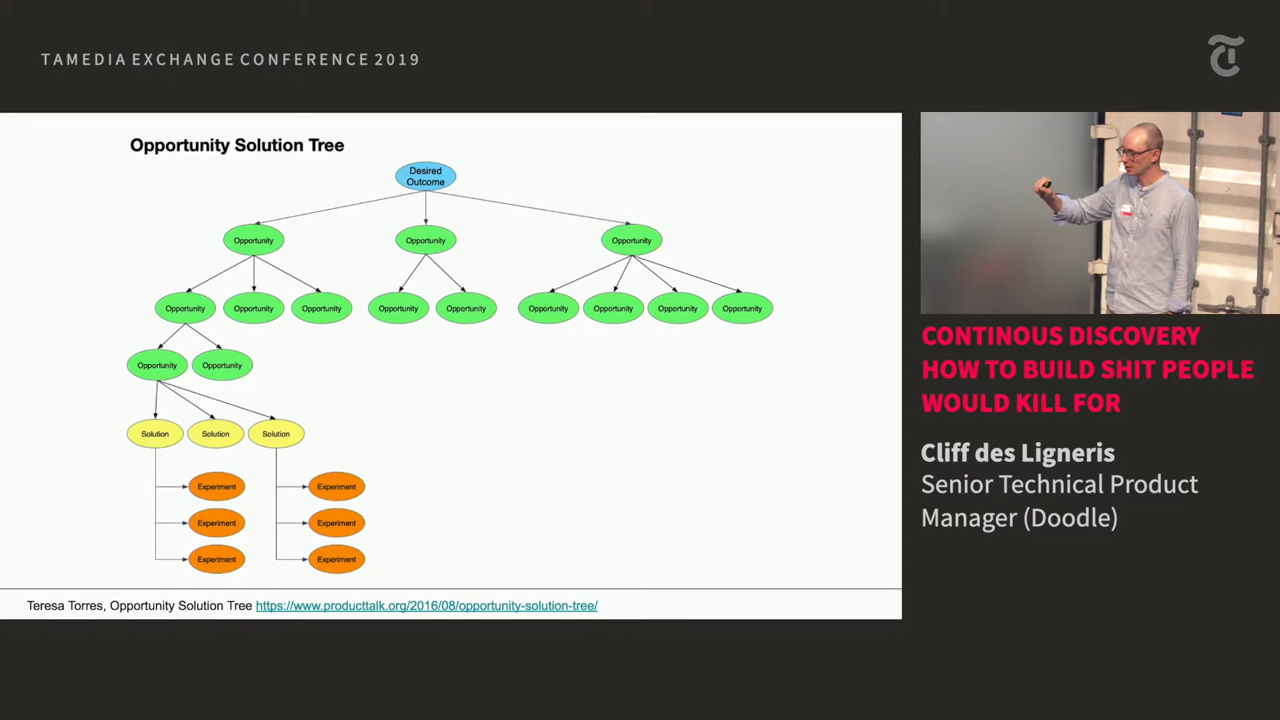 TAMEDIA EXCHANGE CONFERENCE 2019
T
Opportunity Solution Tree
Desired
Outcome
Opportunity
Opportunity
Opportunity
Opportunity
Opportunity
Opportunity
Opportunity
Opportunity
Opportunity
Opportunity
Opportunity
Opportunity
Opportunity
Opportunity
Solution
Solution
Solution
Experiment
Experiment
Experiment
Experiment
Experiment
Experiment
Teresa Torres, Opportunity Solution Tree https://www.producttalk.org/2016/08/opportunity-solution-tree/
CONTINOUS DISCOVERY
HOW TO BUILD SHIT PEOPLE
WOULD KILL FOR
Cliff des Ligneris
Senior Technical Product
Manager (Doodle)